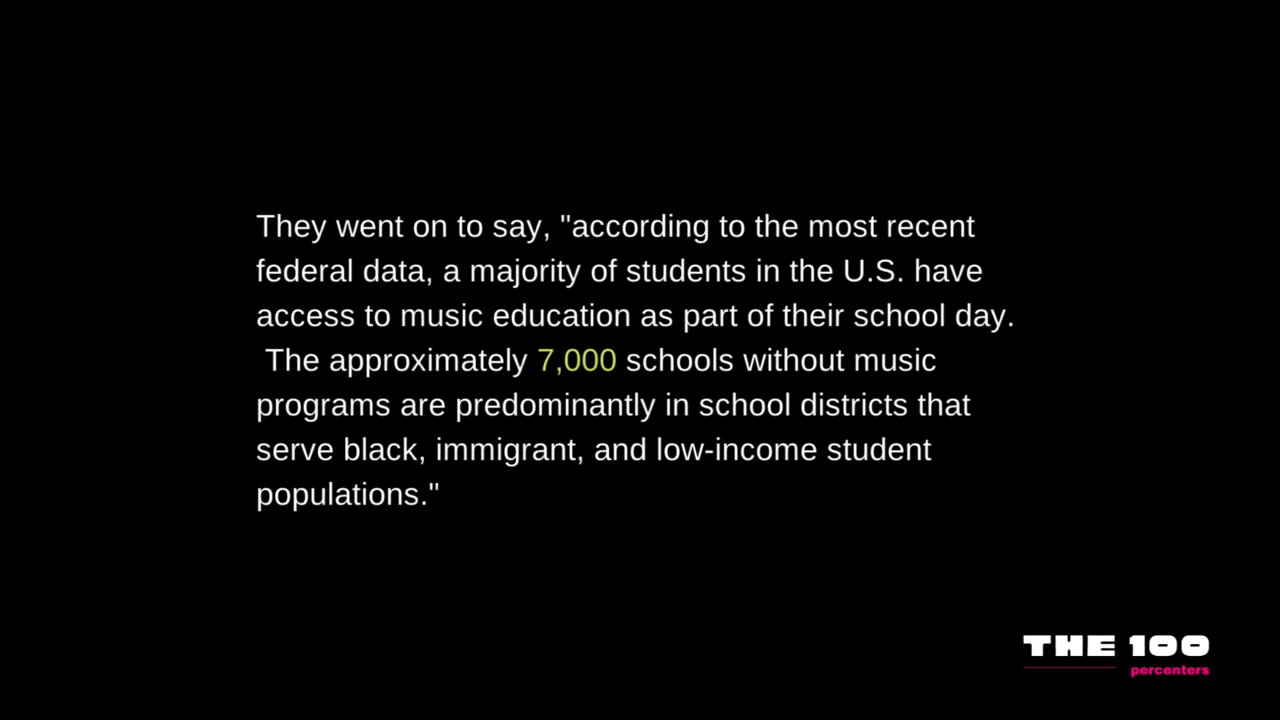 They went on to say, "according to the most recent
federal data, a majority of students in the U.S. have
access to music education as part of their school day.
The approximately 7,000 schools without music
programs are predominantly in school districts that
serve black, immigrant, and low-income student
populations."
THE 100
percenters